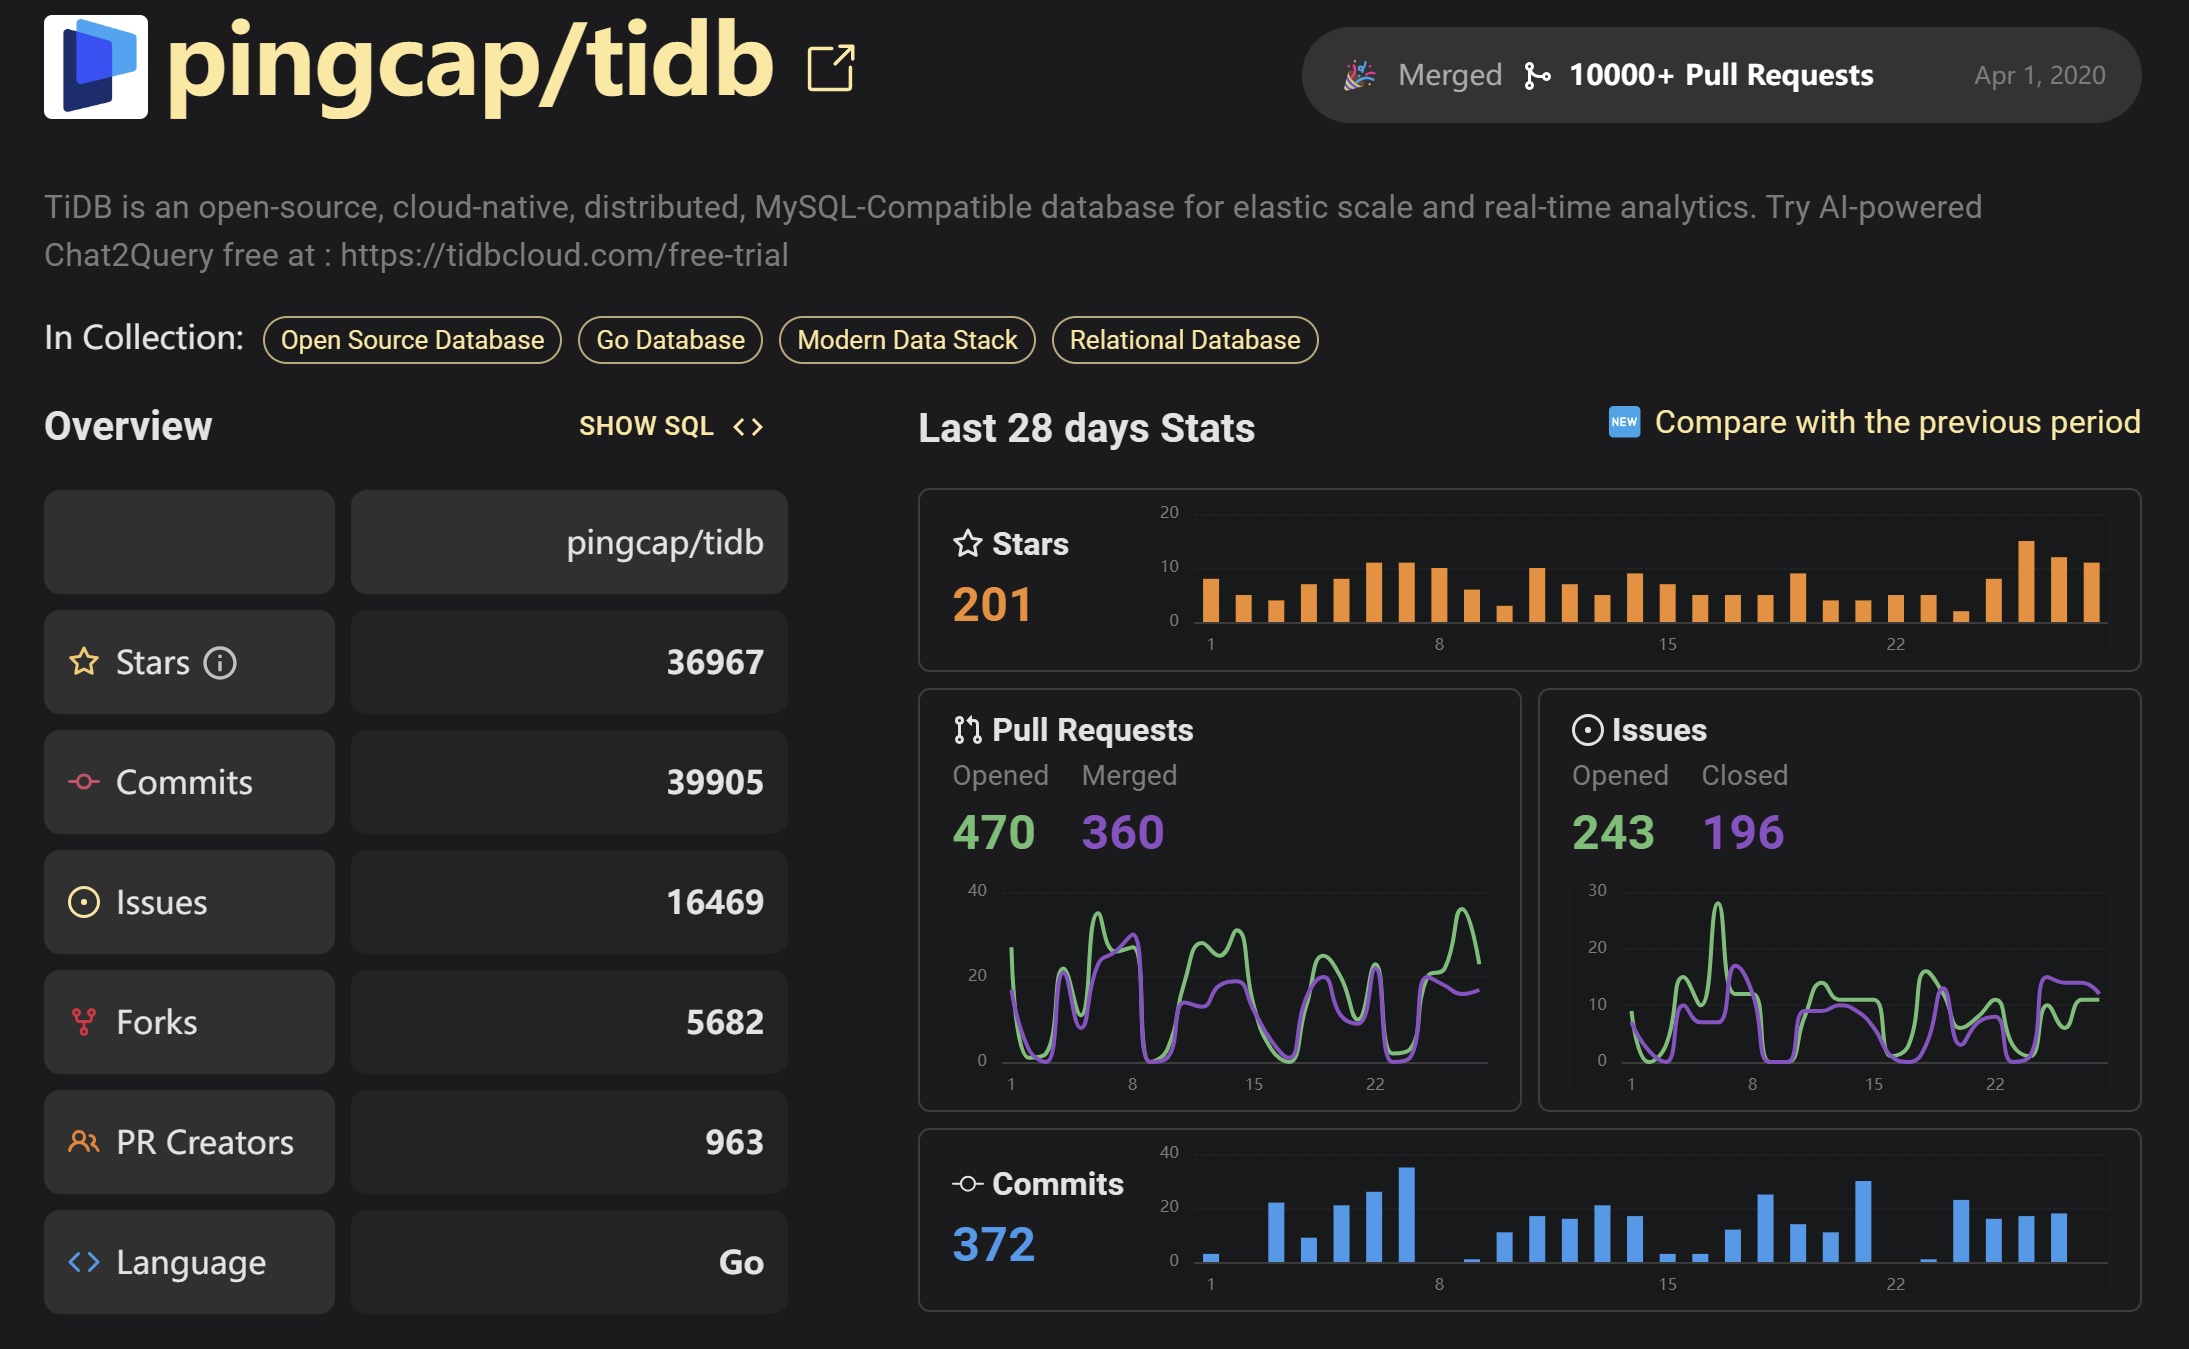 pingcap/tidb
Merged 10000+ Pull Requests Apr 1, 2020
TiDB is an open-source, cloud-native, distributed, MySQL-Compatible database for elastic scale and real-time analytics. Try AI-powered
Chat2Query free at : https://tidbcloud.com/free-trial
In Collection: Open Source Database Go Database Modern Data Stack Relational Database
Overview SHOW SQL
pingcap/tidb
Stars 36967
Commits 39905
Issues 16469
Forks 5682
PR Creators 963
Language Go
Last 28 days Stats
NEW Compare with the previous period
Stars
201
20
10
0
1 8 15 22
Pull Requests
Opened Merged
470 360
40
20
0
1 8 15 22
Issues
Opened Closed
243 196
30
20
10
0
1 8 15 22
Commits
372
40
20
0
1 8 15 22